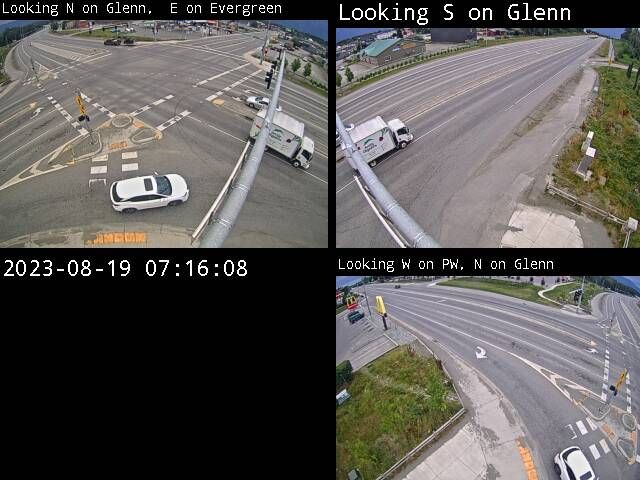 Looking N on Glenn, E on Evergreen
Looking S on Glenn
2023-08-19 07:16:08
Looking W on PW, N on Glenn